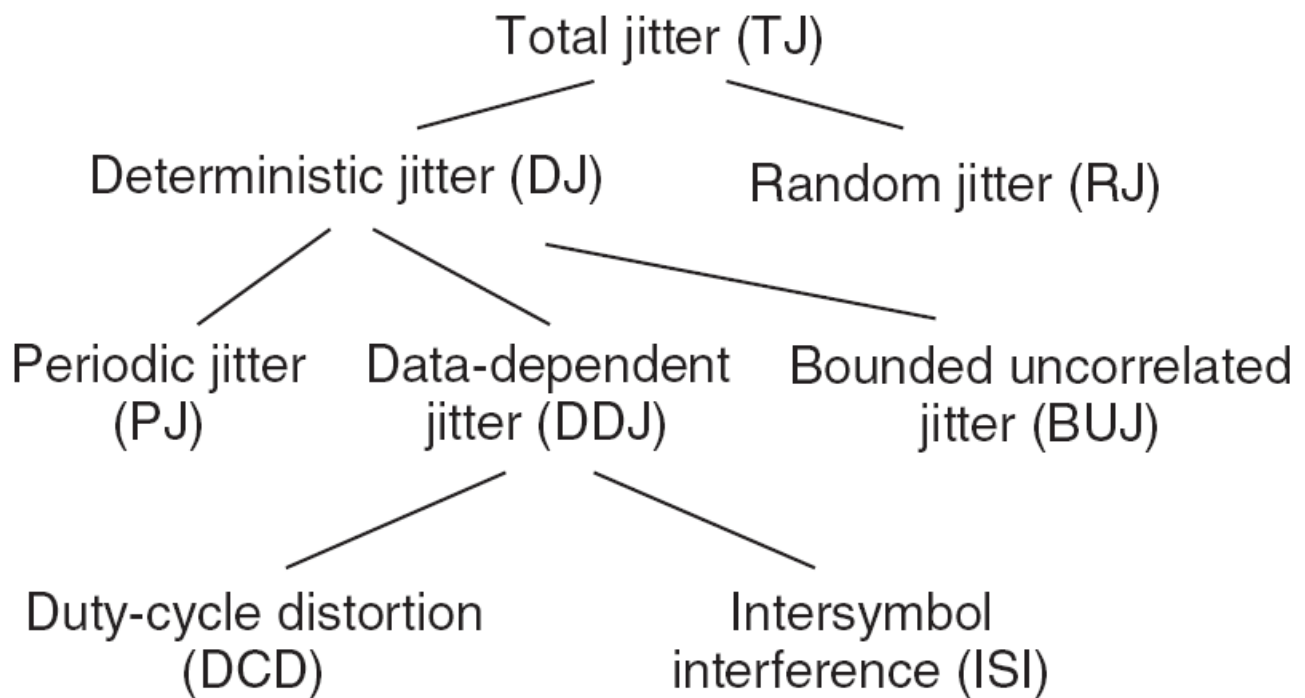 Total jitter (TJ)
Deterministic jitter (DJ)
Random jitter (RJ)
Periodic jitter
(PJ)
Data-dependent
jitter (DDJ)
Bounded uncorrelated
jitter (BUJ)
Duty-cycle distortion
(DCD)
Intersymbol
interference (ISI)